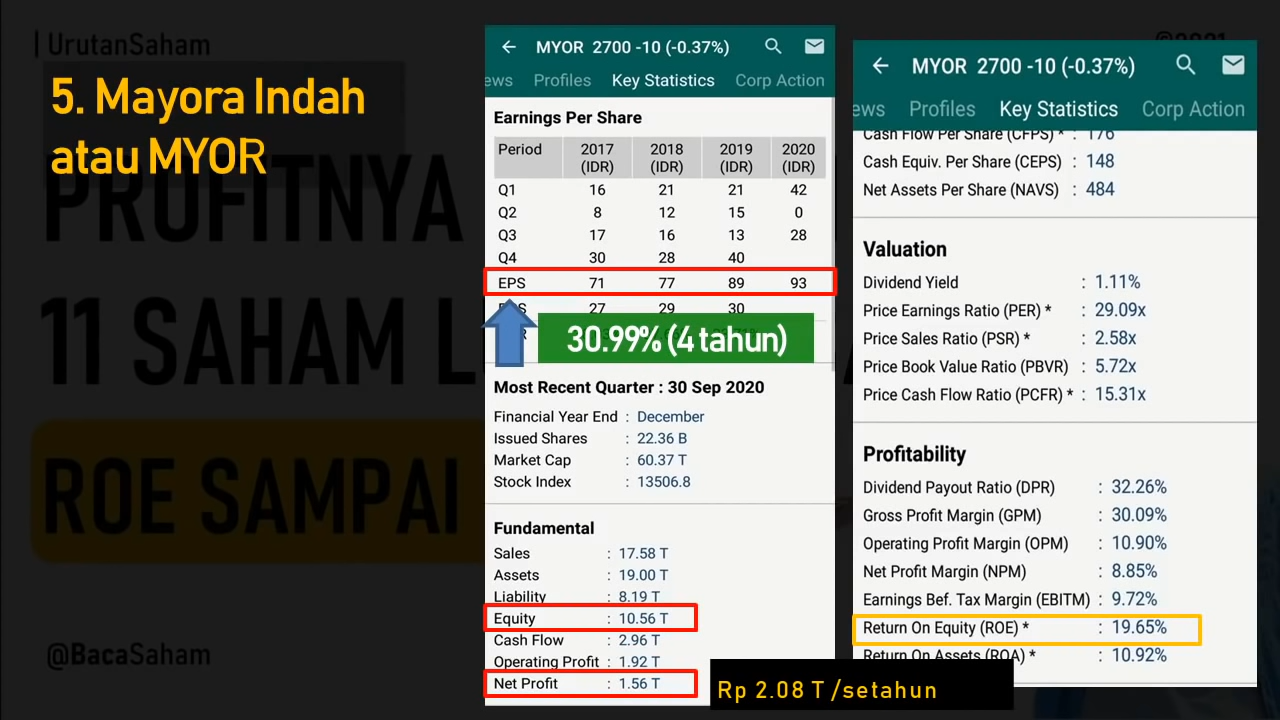 | UrutanSaham
5. Mayora Indah
atau MYOR
PROFITNYA
11 SAHAM
ROE SAMPAI
@BacaSaham
MYOR 2700 -10 (-0.37%)
ews Profiles Key Statistics Corp Action
Earnings Per Share
Period 2017 (IDR) 2018 (IDR) 2019 (IDR) 2020 (IDR)
Q1 16 21 21 42
Q2 8 12 15 0
Q3 17 16 13 28
Q4 30 28 40
EPS 71 77 89 93
27 29 30
30.99% (4 tahun)
Most Recent Quarter : 30 Sep 2020
Financial Year End : December
Issued Shares : 22.36 B
Market Cap : 60.37 T
Stock Index : 13506.8
Fundamental
Sales : 17.58 T
Assets : 19.00 T
Liability : 8.19 T
Equity : 10.56 T
Cash Flow : 2.96 T
Operating Profit : 1.92 T
Net Profit : 1.56 T
Rp 2.08 T /setahun
MYOR 2700 -10 (-0.37%)
ews Profiles Key Statistics Corp Action
Cash Flow Per Share (CFPS) * : 176
Cash Equiv. Per Share (CEPS) : 148
Net Assets Per Share (NAVS) : 484
Valuation
Dividend Yield : 1.11%
Price Earnings Ratio (PER) * : 29.09x
Price Sales Ratio (PSR) * : 2.58x
Price Book Value Ratio (PBVR) : 5.72x
Price Cash Flow Ratio (PCFR) * : 15.31x
Profitability
Dividend Payout Ratio (DPR) : 32.26%
Gross Profit Margin (GPM) : 30.09%
Operating Profit Margin (OPM) : 10.90%
Net Profit Margin (NPM) : 8.85%
Earnings Bef. Tax Margin (EBITM) : 9.72%
Return On Equity (ROE) * : 19.65%
Return On Assets (ROA) * : 10.92%